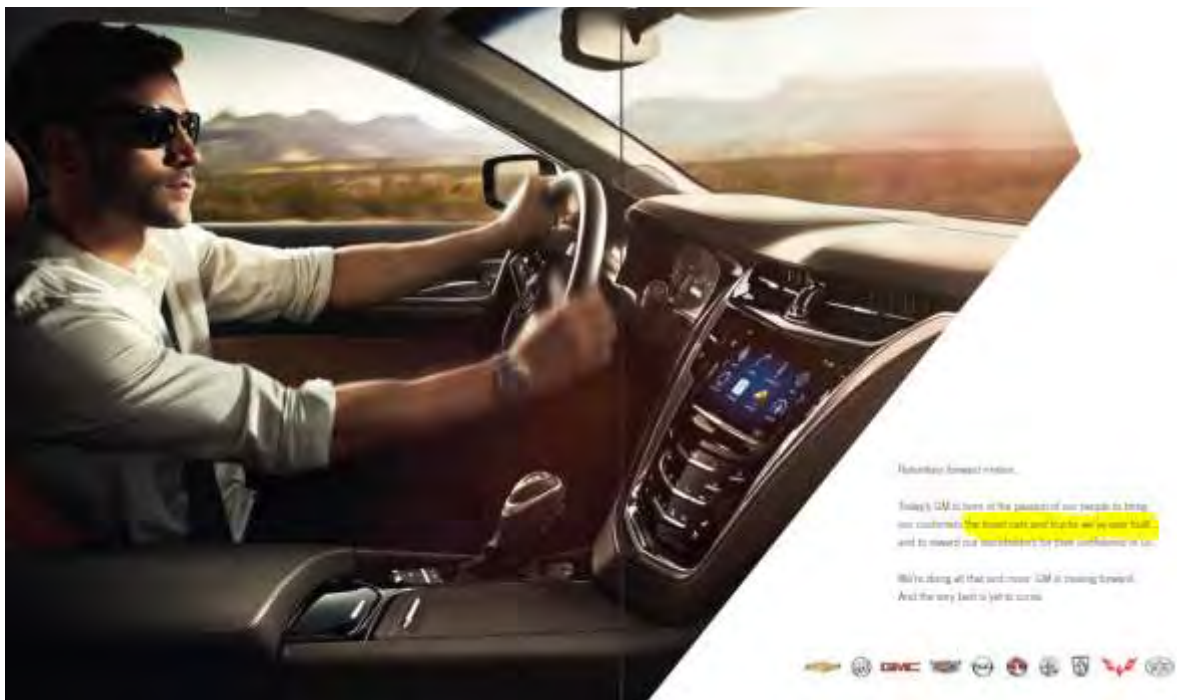 Relentless forward motion.
Today's GM is born of the passion of our people to bring
our customers the finest cars and trucks we've ever built...
and to reward our stockholders for their confidence in us.
We're doing all that and more. GM is moving forward.
And the very best is yet to come.
GMC